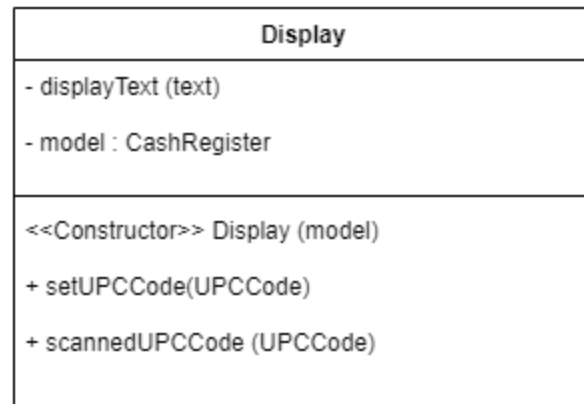 Display
- displayText (text)
- model : CashRegister
<<Constructor>> Display (model)
+ setUPCCode(UPCCode)
+ scannedUPCCode (UPCCode)